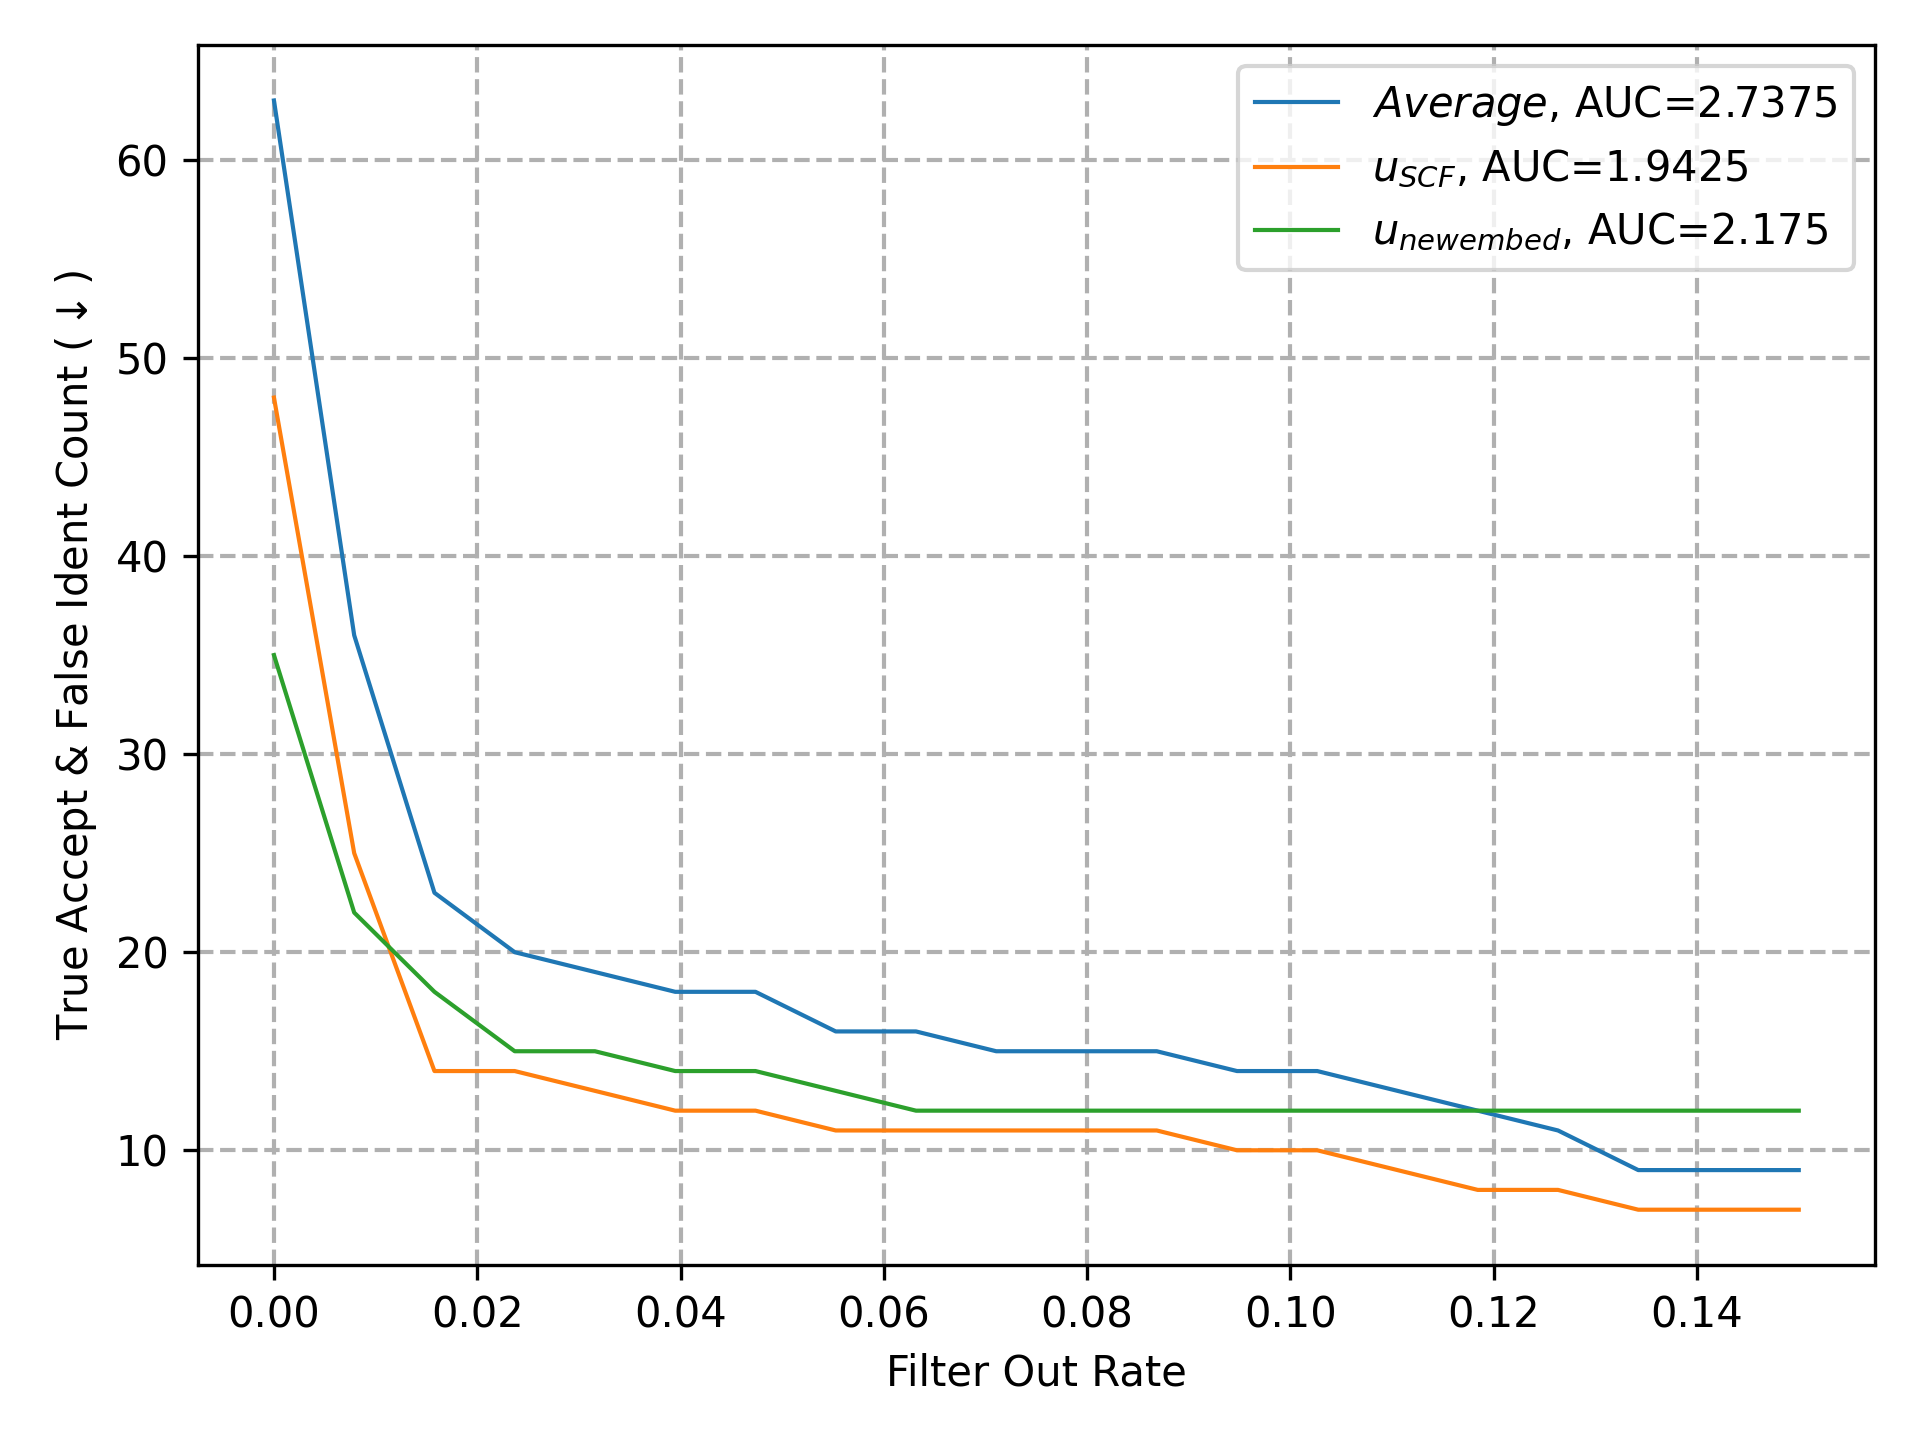 Average, AUC=2.7375
u_SCF, AUC=1.9425
u_newembed, AUC=2.175
60
50
40
30
20
10
True Accept & False Ident Count ( ↓ )
0.00 0.02 0.04 0.06 0.08 0.10 0.12 0.14
Filter Out Rate